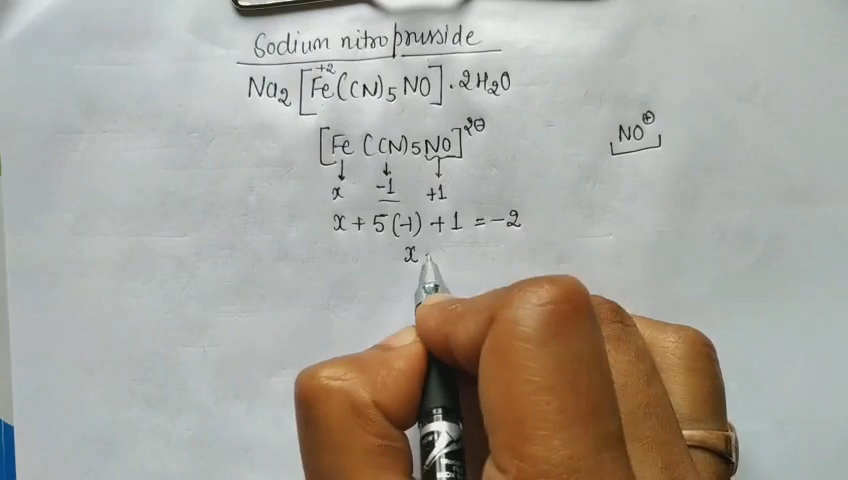 Sodium nitroprusside
Na2 [Fe(CN)5 NO] . 2H2O
+2
[Fe (CN)5 NO]2⊖
NO⊕
x -1 +1
x + 5(-1) + 1 = -2
x